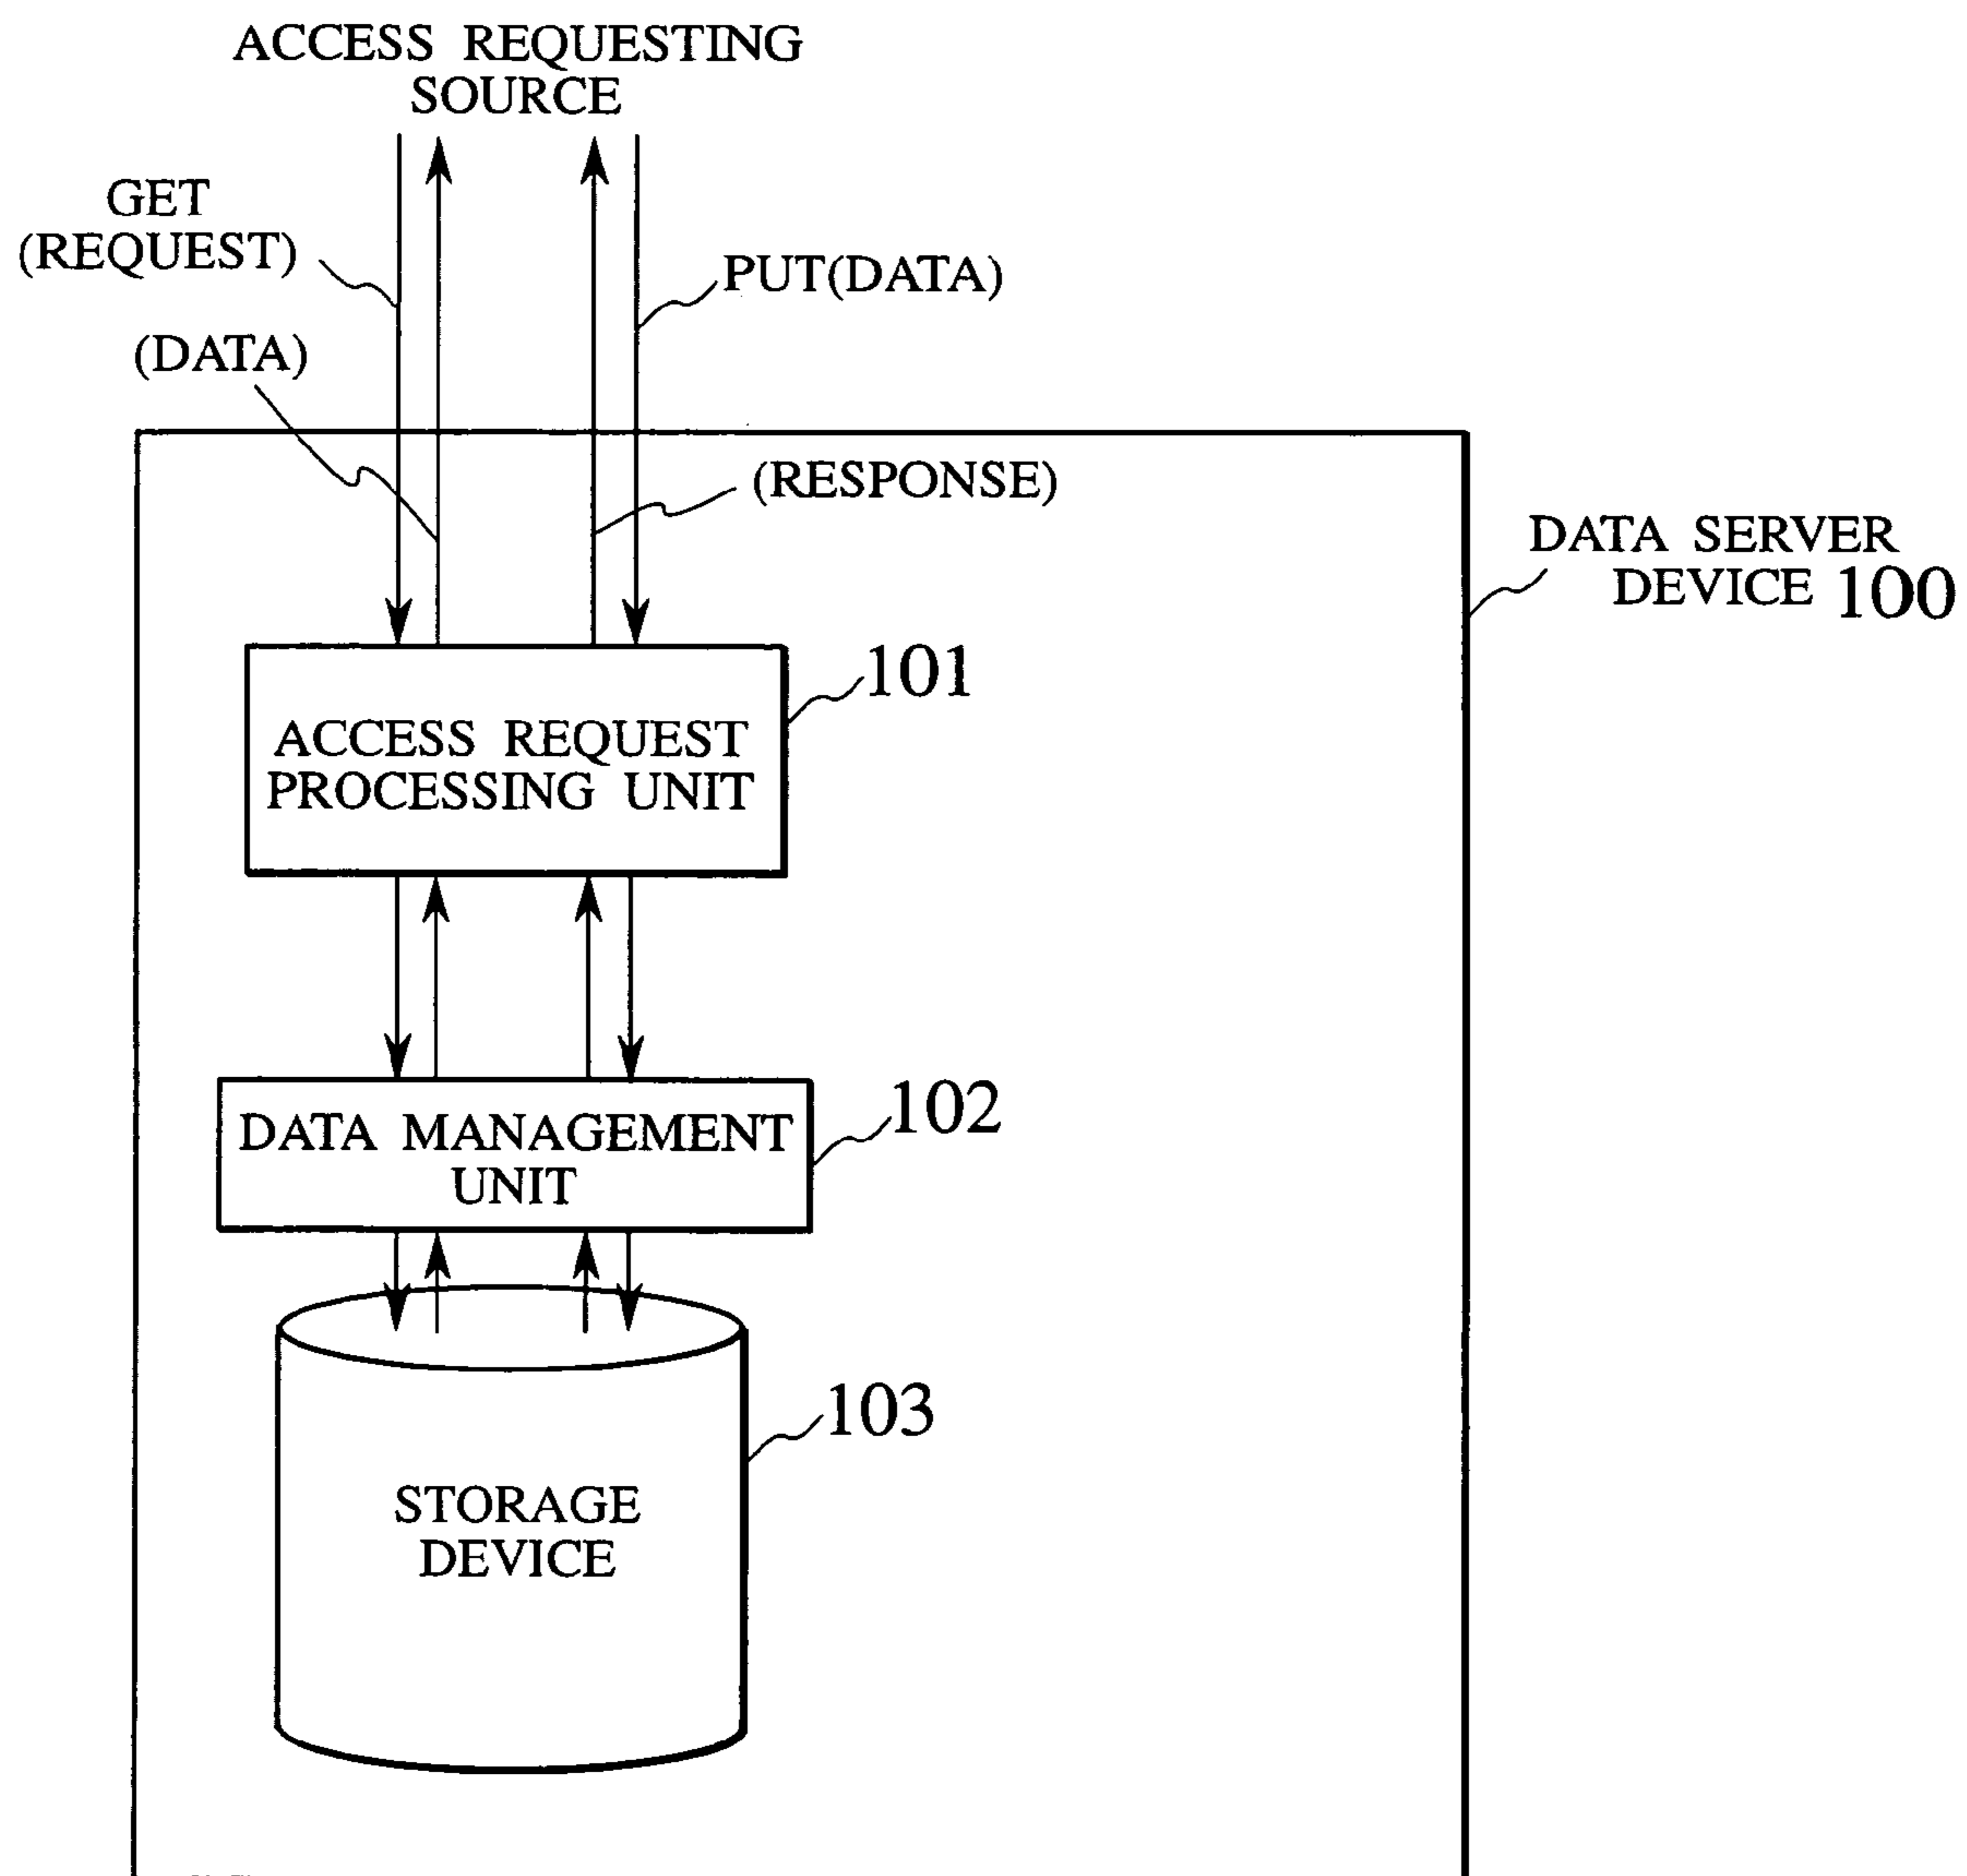 ACCESS REQUESTING
SOURCE
GET
(REQUEST)
PUT(DATA)
(DATA)
(RESPONSE)
DATA SERVER
DEVICE 100
101
ACCESS REQUEST
PROCESSING UNIT
102
DATA MANAGEMENT
UNIT
103
STORAGE
DEVICE